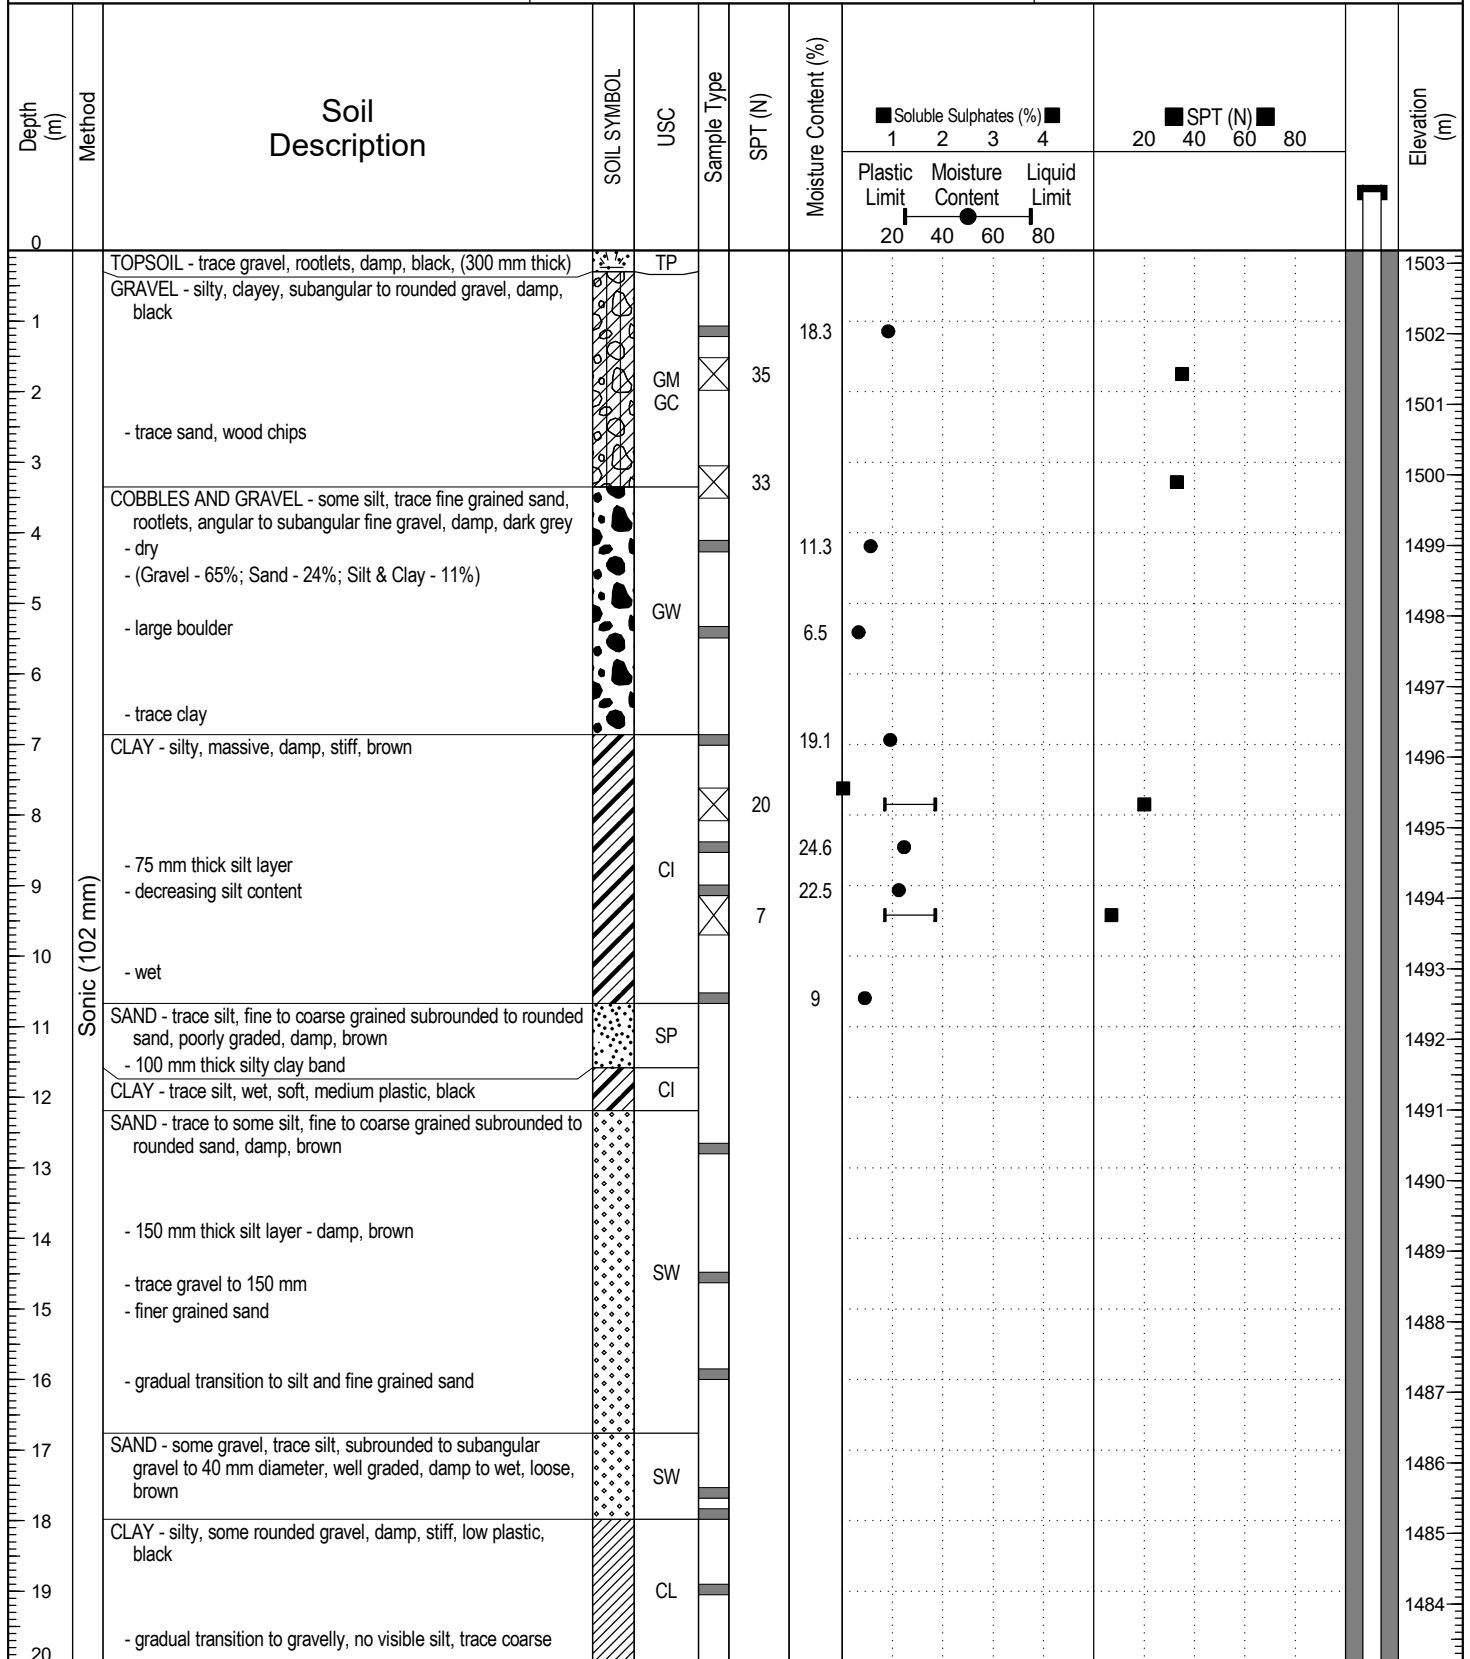 Depth
(m)
Method
Soil
Description
SOIL SYMBOL
USC
Sample Type
SPT (N)
Moisture Content (%)
Soluble Sulphates (%)
1 2 3 4
Plastic Moisture Liquid
Limit Content Limit
20 40 60 80
SPT (N)
20 40 60 80
Elevation
(m)
0
TOPSOIL - trace gravel, rootlets, damp, black, (300 mm thick)
TP
1503
GRAVEL - silty, clayey, subangular to rounded gravel, damp,
black
1
18.3
1502
GM
GC
35
2
1501
- trace sand, wood chips
3
33
1500
COBBLES AND GRAVEL - some silt, trace fine grained sand,
rootlets, angular to subangular fine gravel, damp, dark grey
4
- dry
11.3
1499
- (Gravel - 65%; Sand - 24%; Silt & Clay - 11%)
5
GW
1498
- large boulder
6.5
6
1497
- trace clay
7
CLAY - silty, massive, damp, stiff, brown
19.1
1496
8
20
1495
24.6
- 75 mm thick silt layer
CI
9
- decreasing silt content
22.5
1494
7
Sonic (102 mm)
10
- wet
1493
9
SAND - trace silt, fine to coarse grained subrounded to rounded
sand, poorly graded, damp, brown
11
SP
1492
- 100 mm thick silty clay band
CLAY - trace silt, wet, soft, medium plastic, black
CI
12
1491
SAND - trace to some silt, fine to coarse grained subrounded to
rounded sand, damp, brown
13
1490
- 150 mm thick silt layer - damp, brown
14
1489
- trace gravel to 150 mm
SW
15
- finer grained sand
1488
16
- gradual transition to silt and fine grained sand
1487
17
SAND - some gravel, trace silt, subrounded to subangular
gravel to 40 mm diameter, well graded, damp to wet, loose,
brown
SW
1486
18
CLAY - silty, some rounded gravel, damp, stiff, low plastic,
black
1485
19
CL
1484
- gradual transition to gravelly, no visible silt, trace coarse
20